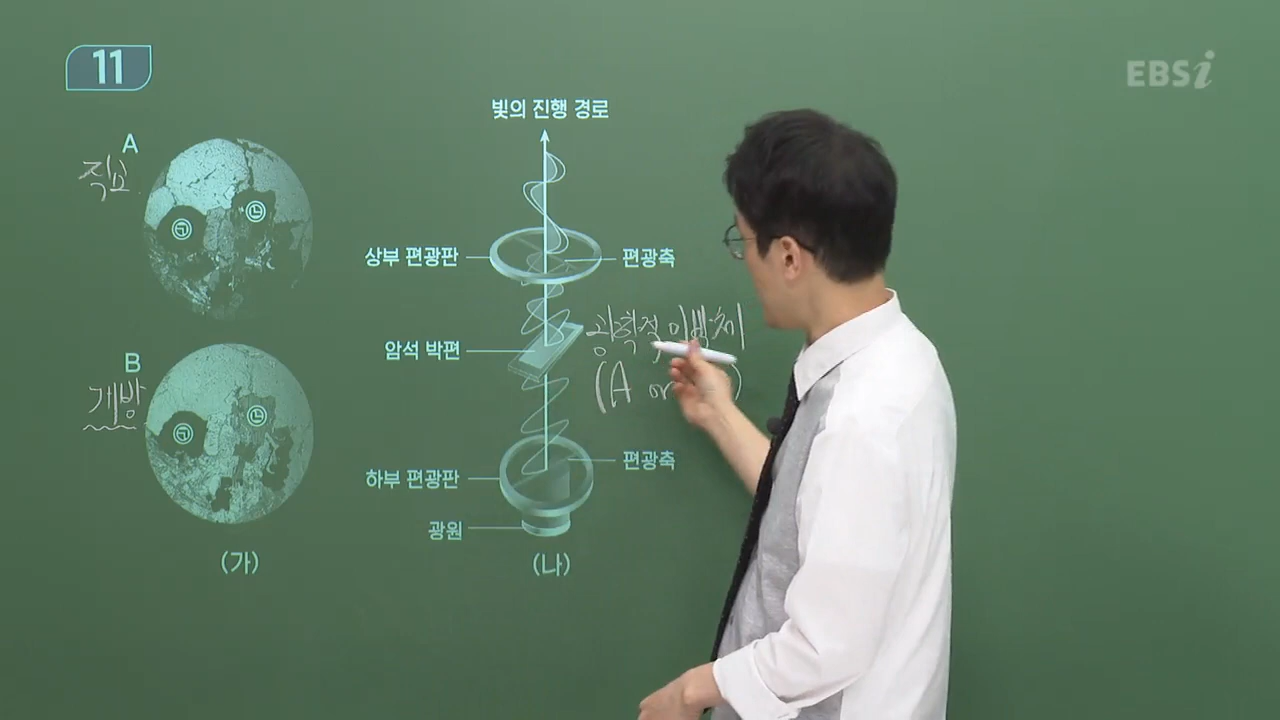 11
EBSi
빛의 진행 경로
A
직교
㉠
㉡
상부 편광판
편광축
암석 박편
광학적 이방체
(A or )
B
개방
㉠
㉡
하부 편광판
편광축
광원
(가)
(나)